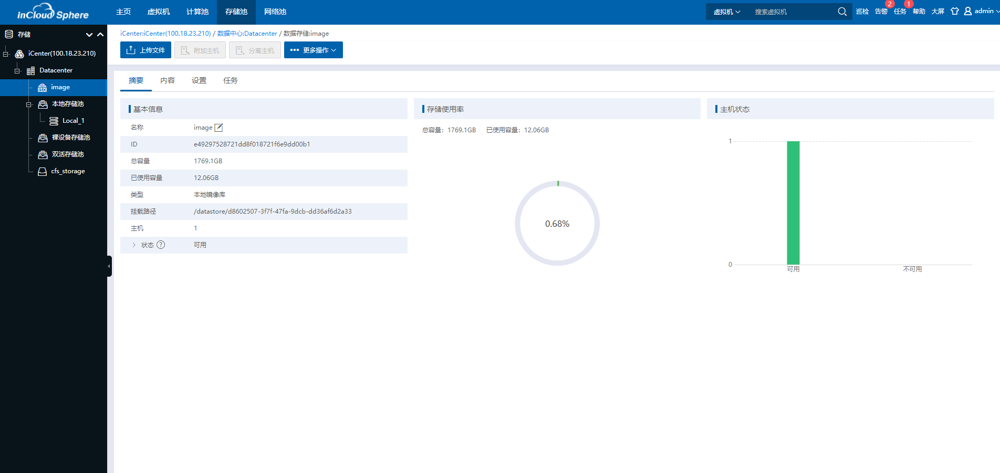 inCloud Sphere
主页 虚拟机 计算池 存储池 网络池
虚拟机 搜索虚拟机
巡检 告警 2 任务 1 帮助 大屏 admin
存储
iCenter(100.18.23.210)
Datacenter
image
本地存储池
Local_1
裸设备存储池
双活存储池
cfs_storage
iCenter:iCenter(100.18.23.210) / 数据中心:Datacenter / 数据存储:image
上传文件 附加主机 分离主机 ••• 更多操作
摘要 内容 设置 任务
基本信息
名称 image
ID e49297528721dd8f018721f6e9dd00b1
总容量 1769.1GB
已使用容量 12.06GB
类型 本地镜像库
挂载路径 /datastore/d8602507-3f7f-47fa-9dcb-dd36af6d2a33
主机 1
状态 ? 可用
存储使用率
总容量：1769.1GB 已使用容量：12.06GB
0.68%
主机状态
1
0
可用 不可用